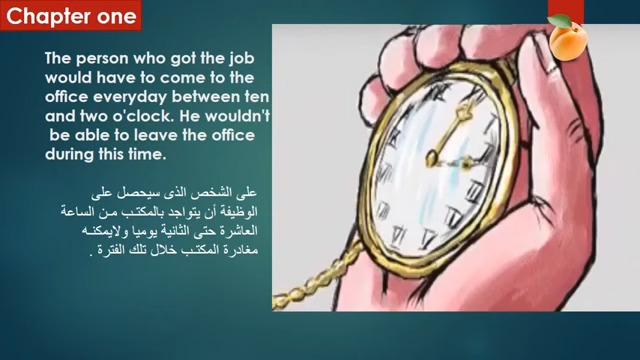 Chapter one
The person who got the job
would have to come to the
office everyday between ten
and two o'clock. He wouldn't
be able to leave the office
during this time.
على الشخص الذى سيحصل على
الوظيفة أن يتواجد بالمكتب من الساعة
العاشرة حتى الثانية يوميا ولايمكنه
مغادرة المكتب خلال تلك الفترة .